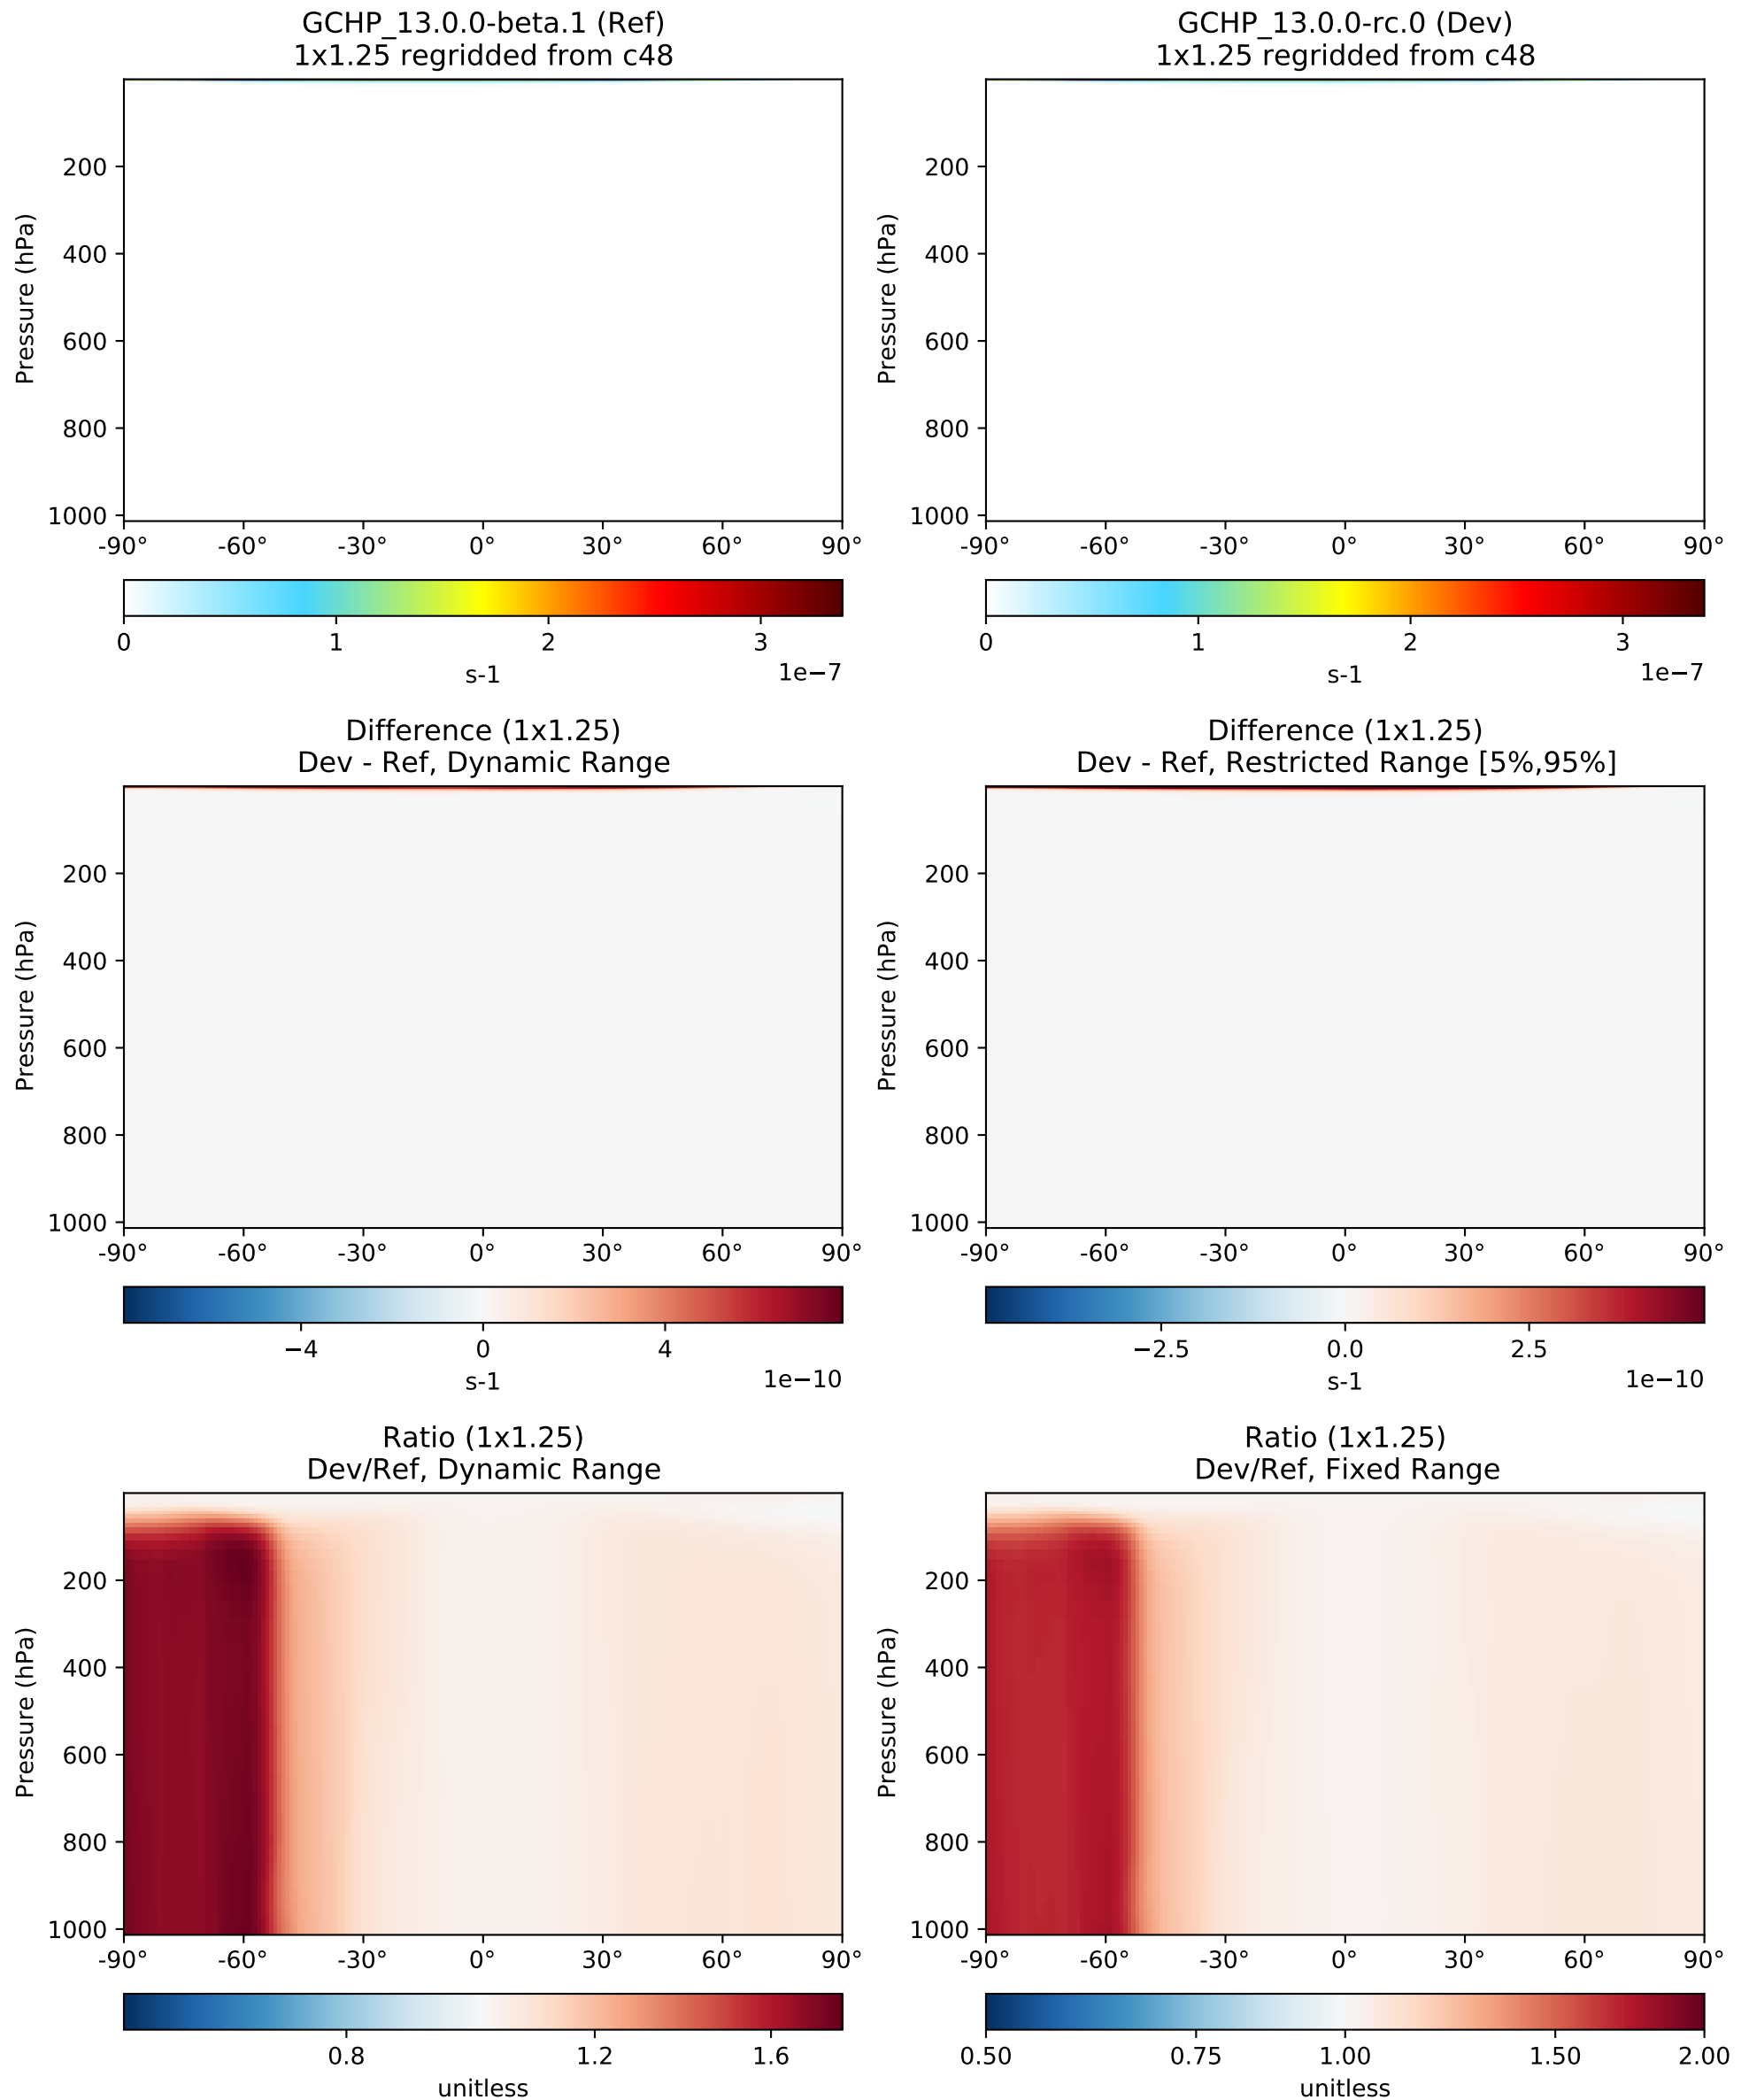 GCHP_13.0.0-beta.1 (Ref)
1x1.25 regridded from c48
GCHP_13.0.0-rc.0 (Dev)
1x1.25 regridded from c48
Pressure (hPa)
200
400
600
800
1000
-90° -60° -30° 0° 30° 60° 90°
0 1 2 3
s-1
1e−7
Pressure (hPa)
200
400
600
800
1000
-90° -60° -30° 0° 30° 60° 90°
0 1 2 3
s-1
1e−7
Difference (1x1.25)
Dev - Ref, Dynamic Range
Difference (1x1.25)
Dev - Ref, Restricted Range [5%,95%]
Pressure (hPa)
200
400
600
800
1000
-90° -60° -30° 0° 30° 60° 90°
−4 0 4
s-1
1e−10
Pressure (hPa)
200
400
600
800
1000
-90° -60° -30° 0° 30° 60° 90°
−2.5 0.0 2.5
s-1
1e−10
Ratio (1x1.25)
Dev/Ref, Dynamic Range
Ratio (1x1.25)
Dev/Ref, Fixed Range
Pressure (hPa)
200
400
600
800
1000
-90° -60° -30° 0° 30° 60° 90°
0.8 1.2 1.6
unitless
Pressure (hPa)
200
400
600
800
1000
-90° -60° -30° 0° 30° 60° 90°
0.50 0.75 1.00 1.50 2.00
unitless